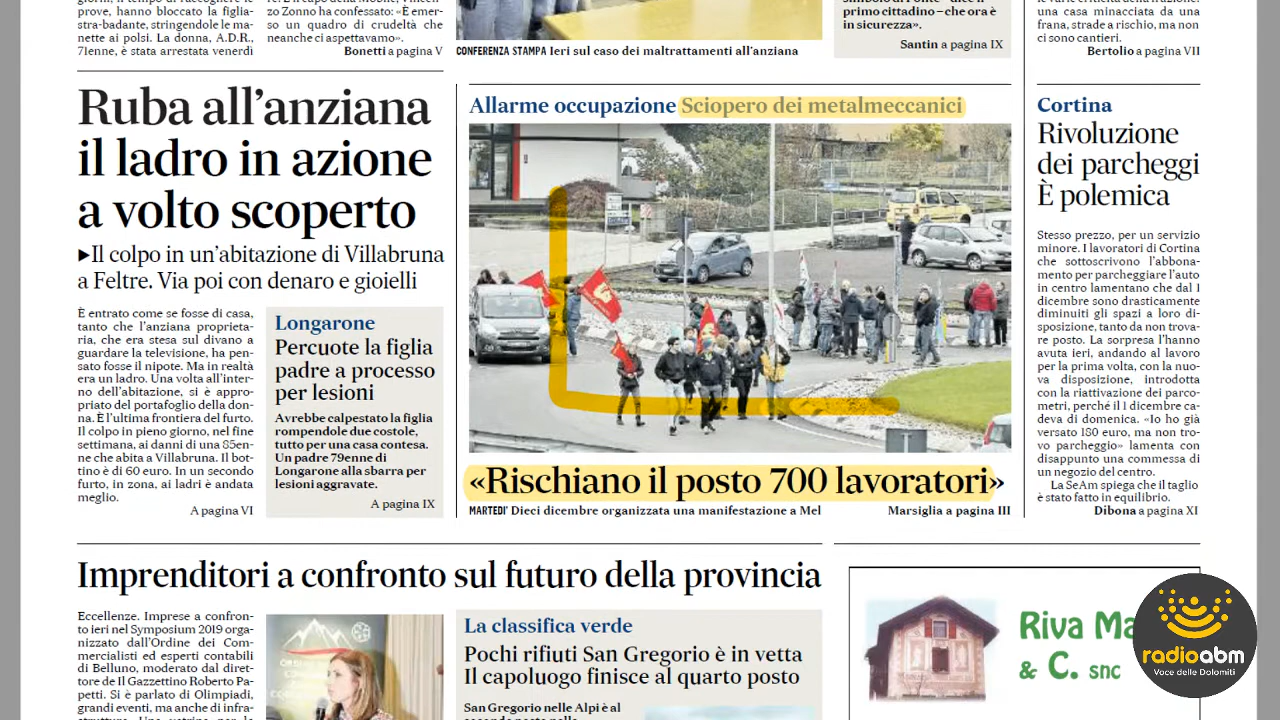 giorni, il tempo di raccogliere le
prove, hanno bloccato la figlia-
stra-badante, stringendole le ma-
nette ai polsi. La donna, A.D.R.,
71enne, è stata arrestata venerdì
zo Zonno ha confessato: «È emer-
so un quadro di crudeltà che
neanche ci aspettavamo».
Bonetti a pagina V
CONFERENZA STAMPA Ieri sul caso dei maltrattamenti all'anziana
primo cittadino – che ora è
in sicurezza».
Santin a pagina IX
una minacciata da una
frana, strade a rischio, ma non
ci sono cantieri.
Bertolio a pagina VII
Ruba all'anziana
il ladro in azione
a volto scoperto
▸Il colpo in un'abitazione di Villabruna
a Feltre. Via poi con denaro e gioielli
È entrato come se fosse di casa,
tanto che l'anziana proprieta-
ria, che era stesa sul divano a
guardare la televisione, ha pen-
sato fosse il nipote. Ma in realtà
era un ladro. Una volta all'inter-
no dell'abitazione, si è appro-
priato del portafoglio della don-
na. È l'ultima frontiera del furto.
Il colpo in pieno giorno, nel fine
settimana, ai danni di una 85en-
ne che abita a Villabruna. Il bot-
tino è di 60 euro. In un secondo
furto, in zona, ai ladri è andata
meglio.
A pagina VI
Longarone
Percuote la figlia
padre a processo
per lesioni
Avrebbe calpestato la figlia
rompendole due costole,
tutto per una casa contesa.
Un padre 79enne di
Longarone alla sbarra per
lesioni aggravate.
A pagina IX
Allarme occupazione Sciopero dei metalmeccanici
«Rischiano il posto 700 lavoratori»
MARTEDI' Dieci dicembre organizzata una manifestazione a Mel
Marsiglia a pagina III
Cortina
Rivoluzione
dei parcheggi
È polemica
Stesso prezzo, per un servizio
minore. I lavoratori di Cortina
che sottoscrivono l'abbona-
mento per parcheggiare l'auto
in centro lamentano che dal 1
dicembre sono drasticamente
diminuiti gli spazi a loro di-
sposizione, tanto da non trova-
re posto. La sorpresa l'hanno
avuta ieri, andando al lavoro
per la prima volta, con la nuo-
va disposizione, introdotta
con la riattivazione dei parco-
metri, perché il 1 dicembre ca-
deva di domenica. «Io ho già
versato 180 euro, ma non tro-
vo parcheggio» lamenta con
disappunto una commessa di
un negozio del centro.
La SeAm spiega che il taglio
è stato fatto in equilibrio.
Dibona a pagina XI
Imprenditori a confronto sul futuro della provincia
Eccellenze. Imprese a confron-
to ieri nel Symposium 2019 orga-
nizzato dall'Ordine dei Com-
mercialisti ed esperti contabili
di Belluno, moderato dal diret-
tore de Il Gazzettino Roberto Pa-
petti. Si è parlato di Olimpiadi,
grandi eventi, ma anche di infra-
La classifica verde
Pochi rifiuti San Gregorio è in vetta
Il capoluogo finisce al quarto posto
San Gregorio nelle Alpi è al
Riva Ma
& C. snc
radioabm
Voce delle Dolomiti